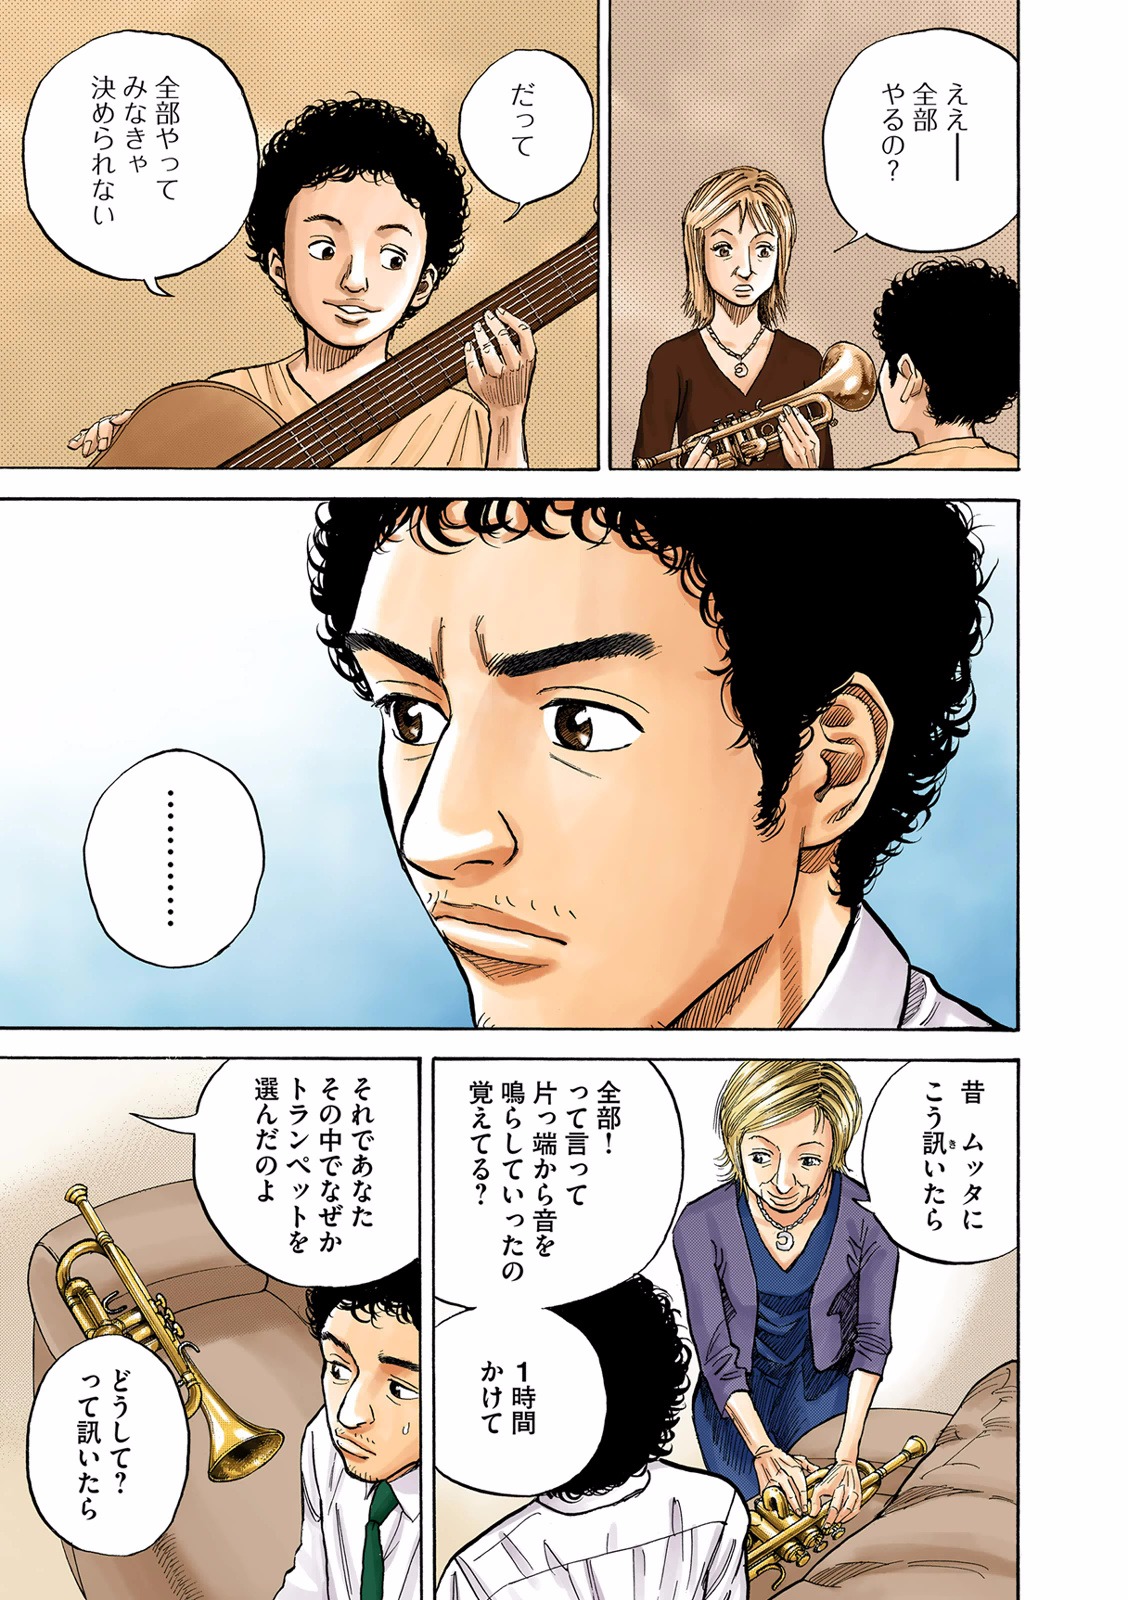 ええ――
全部
やるの？
だって
全部やって
みなきゃ
決められない
…………
昔　ムッタに
こう訊いたら
き
全部！
って言って
片っ端から音を
鳴らしていったの
覚えてる？
1時間
かけて
それであなた
その中でなぜか
トランペットを
選んだのよ
どうして？
って訊いたら